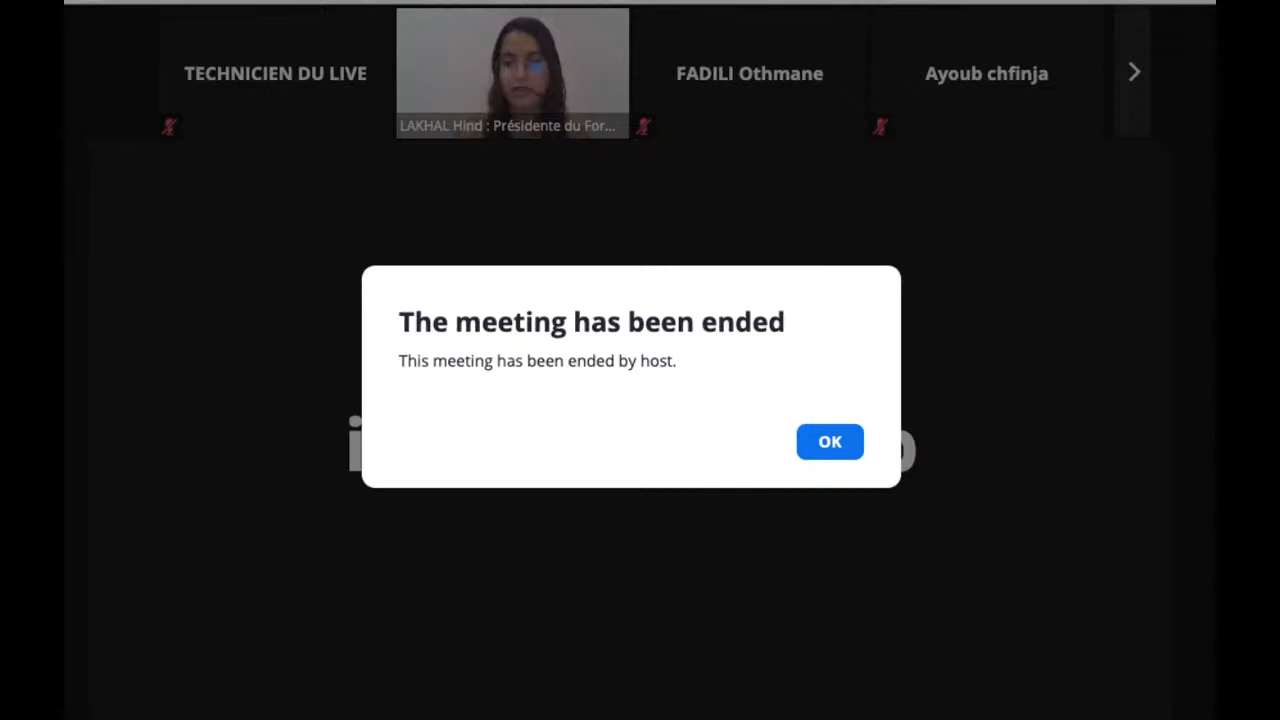 TECHNICIEN DU LIVE
LAKHAL Hind : Présidente du For...
FADILI Othmane
Ayoub chfinja
The meeting has been ended
This meeting has been ended by host.
OK